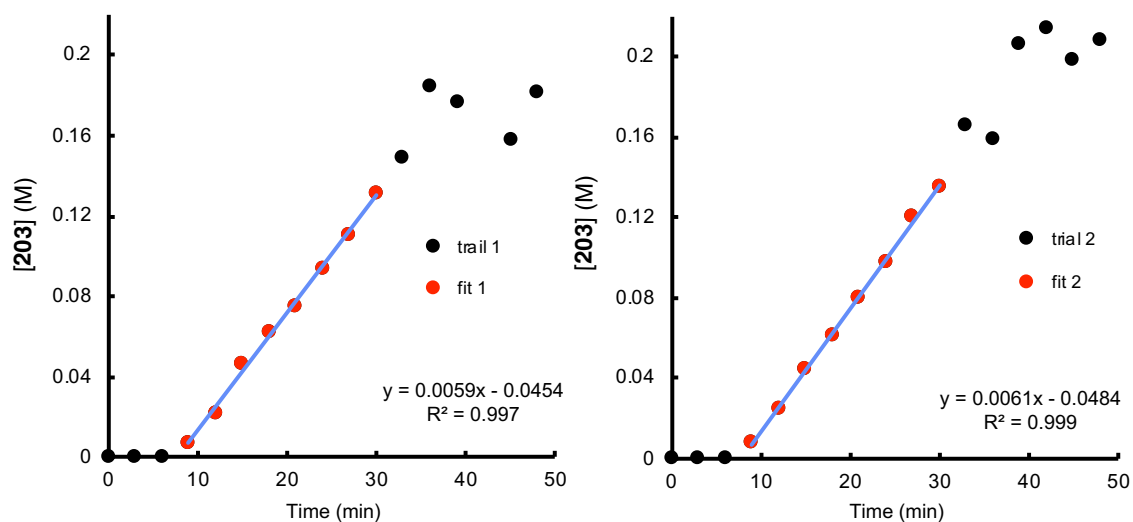 0.2
0.16
0.12
0.08
0.04
0
[203] (M)
trail 1
fit 1
y = 0.0059x - 0.0454
R² = 0.997
0 10 20 30 40 50
Time (min)
0.2
0.16
0.12
0.08
0.04
0
[203] (M)
trial 2
fit 2
y = 0.0061x - 0.0484
R² = 0.999
0 10 20 30 40 50
Time (min)